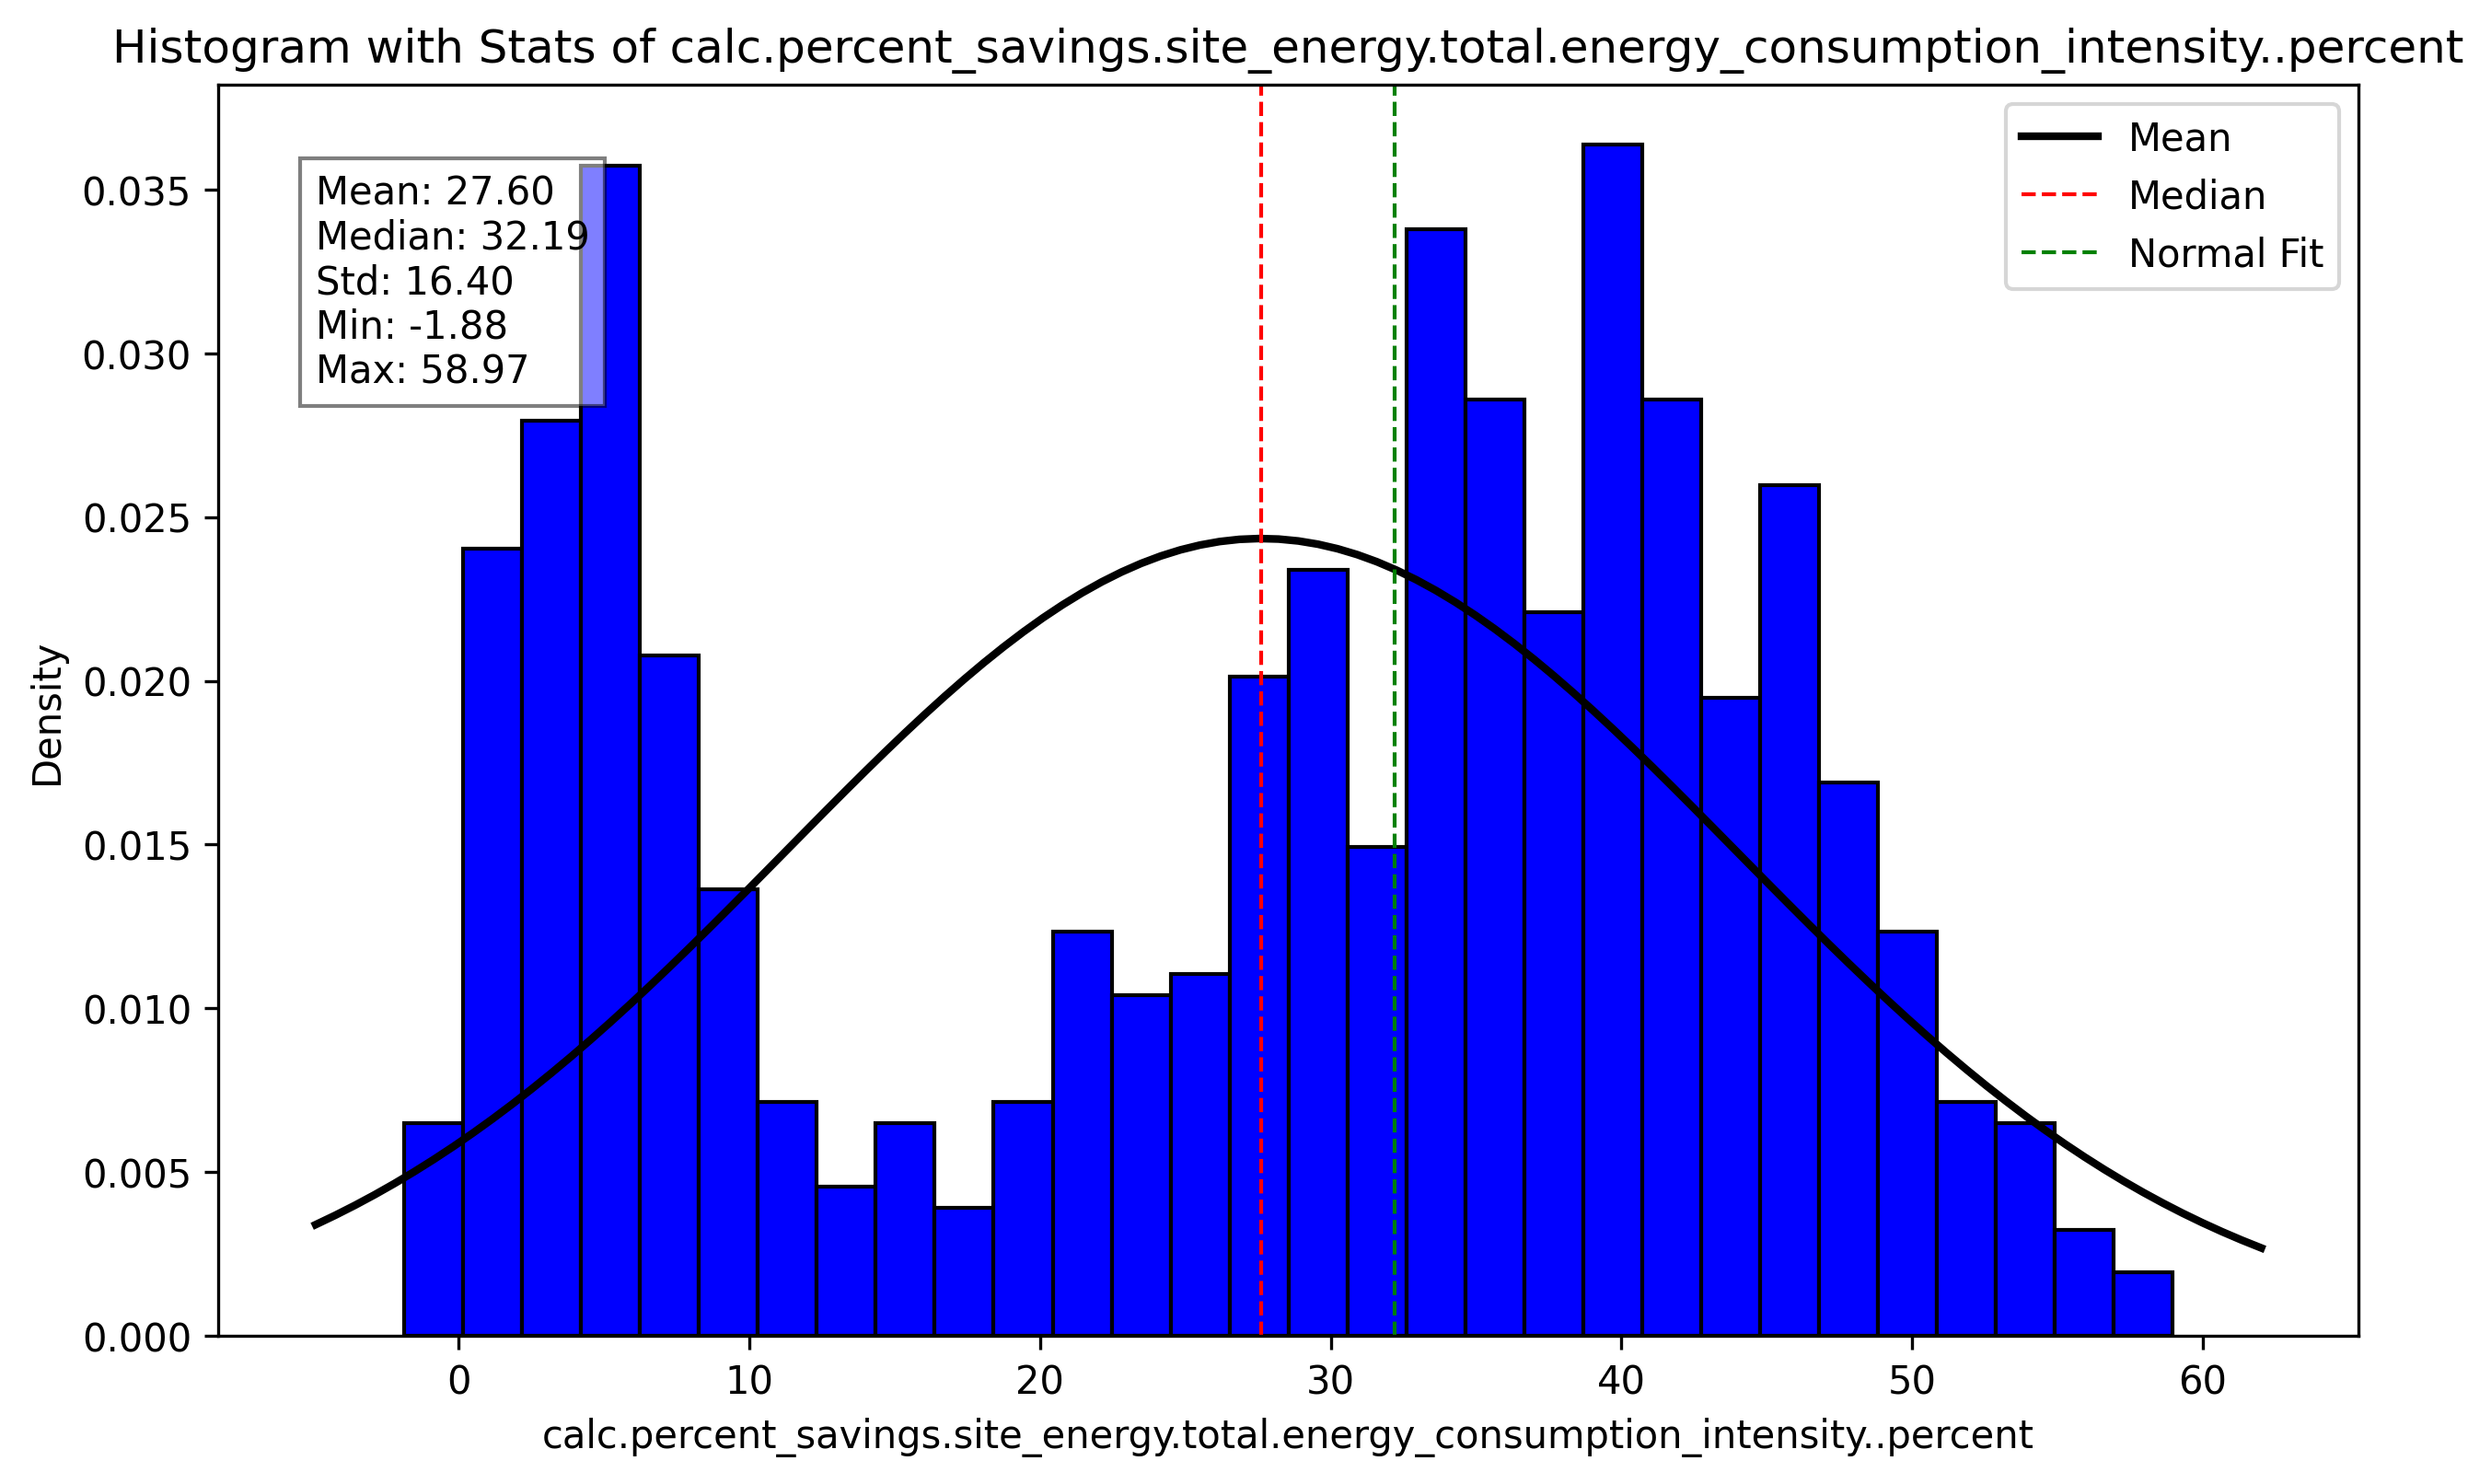 Histogram with Stats of calc.percent_savings.site_energy.total.energy_consumption_intensity..percent
Mean: 27.60
Median: 32.19
Std: 16.40
Min: -1.88
Max: 58.97
Mean
Median
Normal Fit
Density
0.035
0.030
0.025
0.020
0.015
0.010
0.005
0.000
0 10 20 30 40 50 60
calc.percent_savings.site_energy.total.energy_consumption_intensity..percent